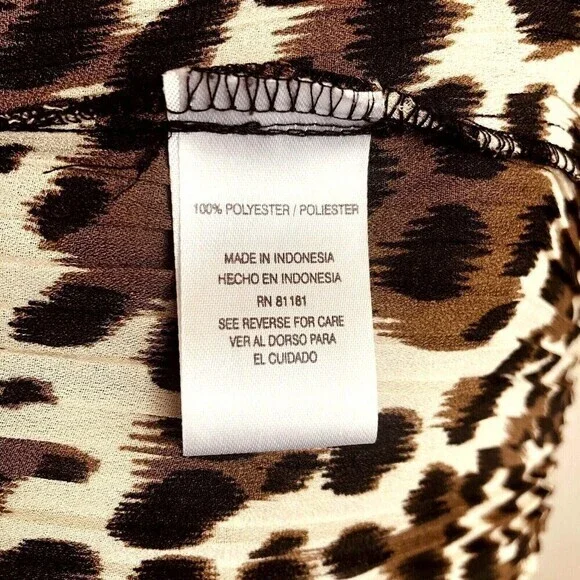 100% POLYESTER / POLIESTER
MADE IN INDONESIA
HECHO EN INDONESIA
RN 81181
SEE REVERSE FOR CARE
VER AL DORSO PARA
EL CUIDADO